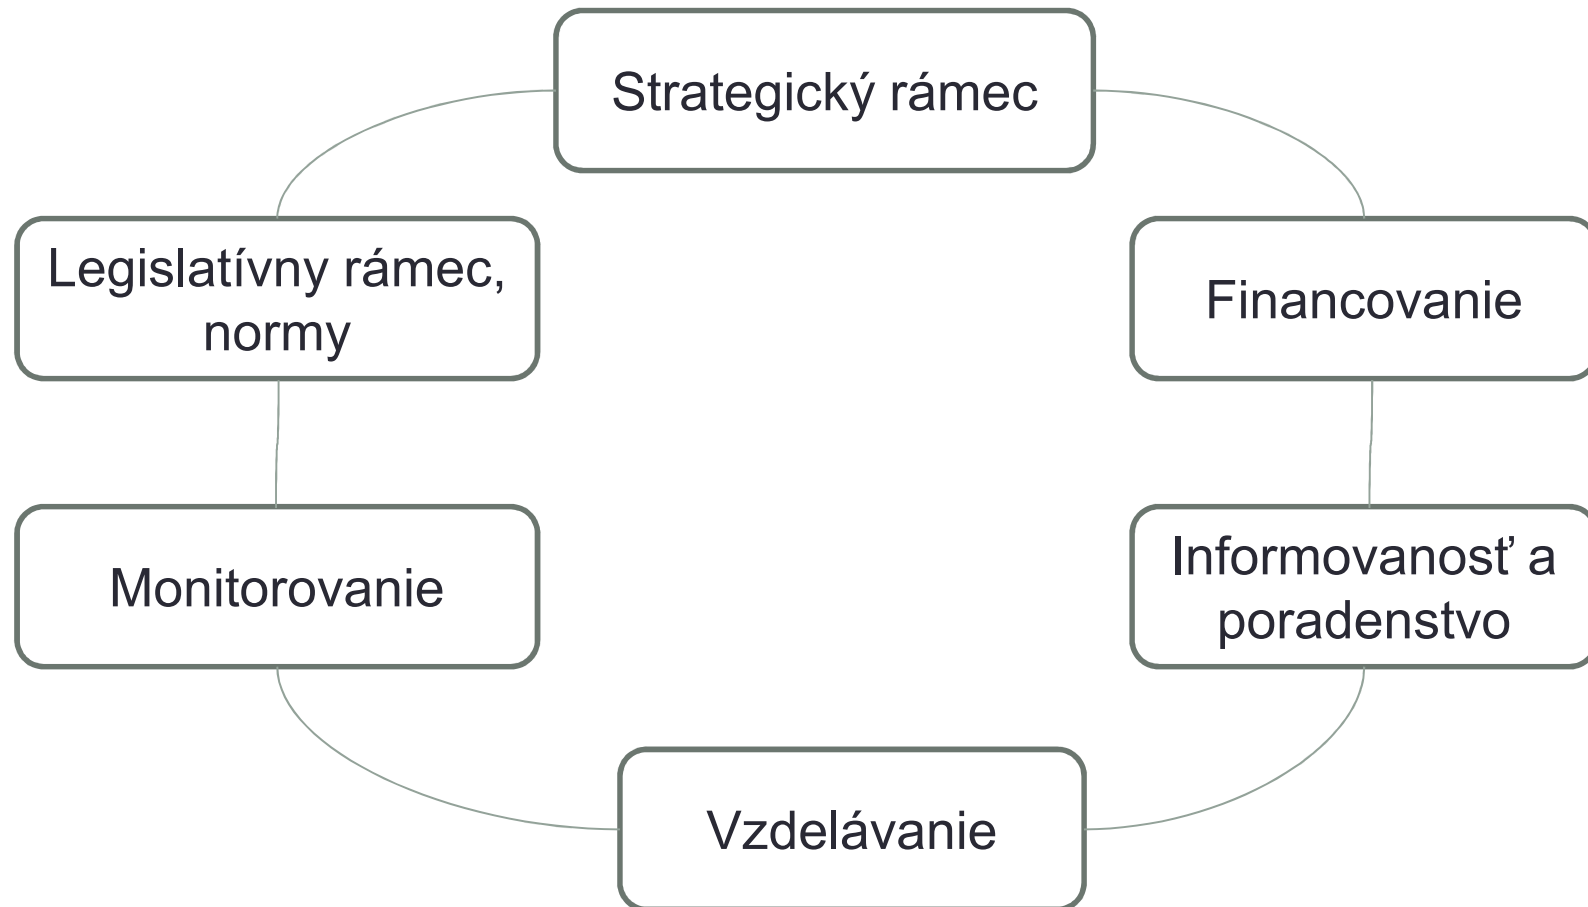 Strategický rámec
Legislatívny rámec,
normy
Financovanie
Monitorovanie
Informovanosť a
poradenstvo
Vzdelávanie